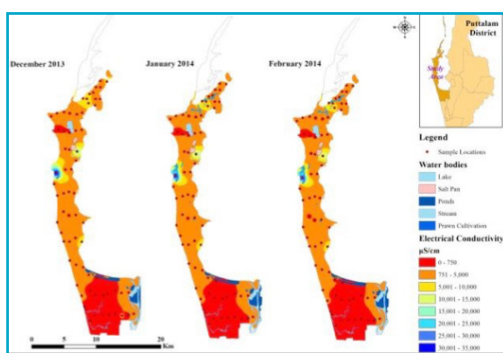 Puttalam
District
Study
Area
December 2013
January 2014
February 2014
Legend
Sample Locations
Water bodies
Lake
Salt Pan
Ponds
Stream
Prawn Cultivation
Electrical Conductivity
µS/cm
0 - 750
751 - 5,000
5,001 - 10,000
10,001 - 15,000
15,001 - 20,000
20,001 - 25,000
25,001 - 30,000
30,001 - 35,000
0 5 10 20
Km